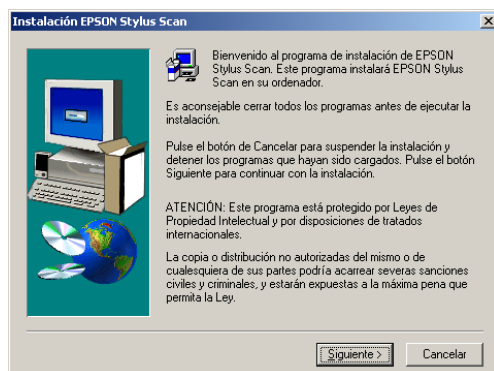 Instalación EPSON Stylus Scan
Bienvenido al programa de instalación de EPSON
Stylus Scan. Este programa instalará EPSON Stylus
Scan en su ordenador.
Es aconsejable cerrar todos los programas antes de ejecutar la
instalación.
Pulse el botón de Cancelar para suspender la instalación y
detener los programas que hayan sido cargados. Pulse el botón
Siguiente para continuar con la instalación.
ATENCIÓN: Este programa está protegido por Leyes de
Propiedad Intelectual y por disposiciones de tratados
internacionales.
La copia o distribución no autorizadas del mismo o de
cualesquiera de sus partes podría acarrear severas sanciones
civiles y criminales, y estarán expuestas a la máxima pena que
permita la Ley.
Siguiente > Cancelar